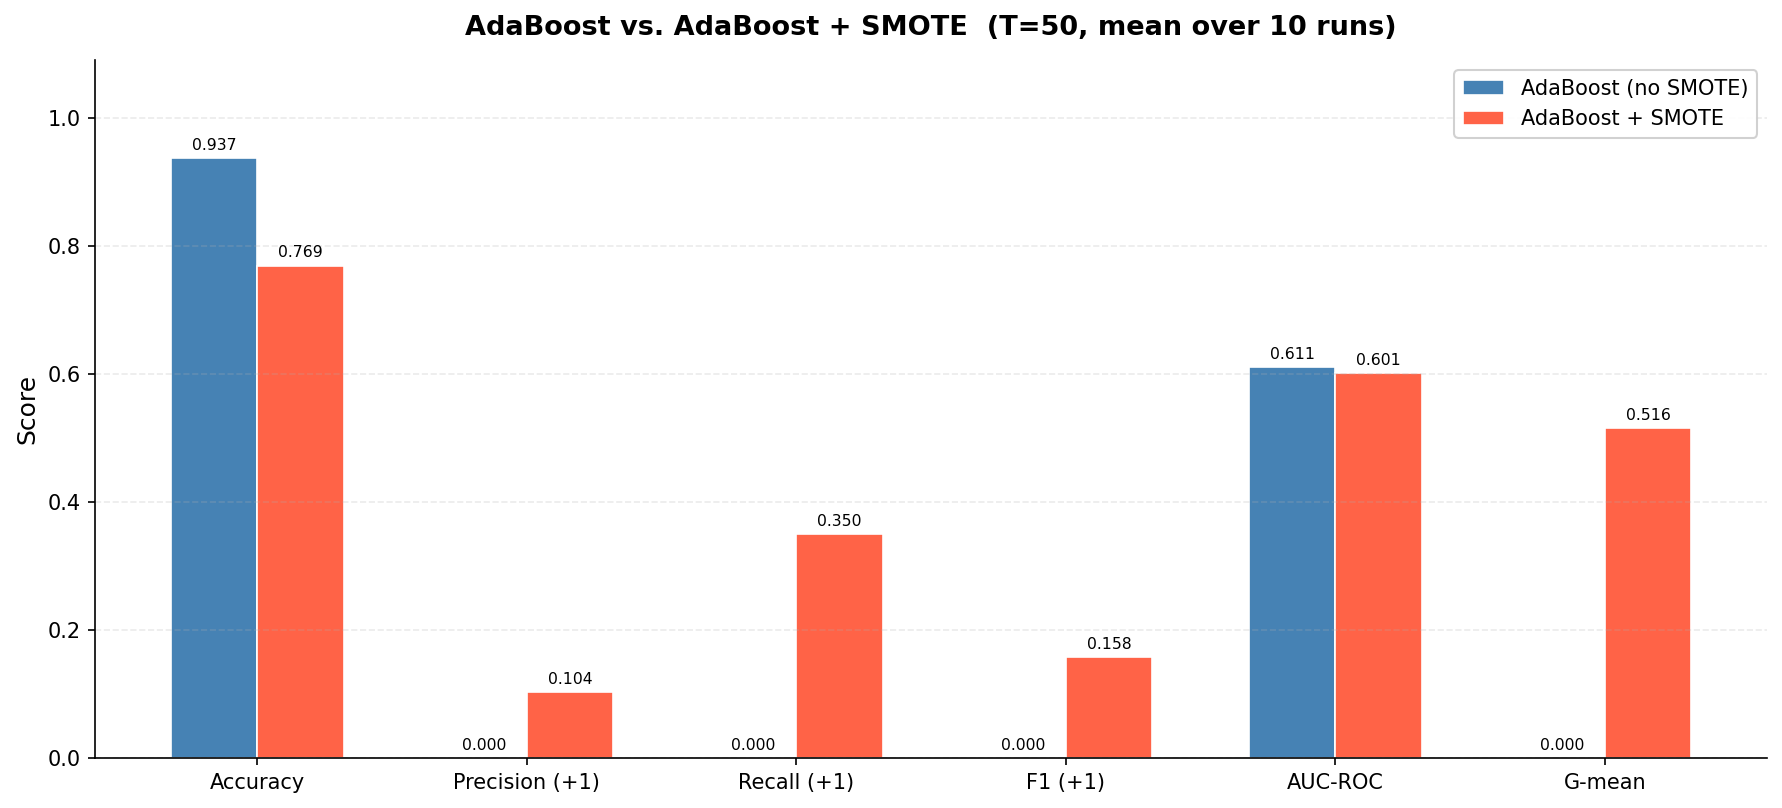 AdaBoost vs. AdaBoost + SMOTE  (T=50, mean over 10 runs)
AdaBoost (no SMOTE)
AdaBoost + SMOTE
Score
1.0
0.8
0.6
0.4
0.2
0.0
0.937
0.769
0.000
0.104
0.000
0.350
0.000
0.158
0.611
0.601
0.000
0.516
Accuracy
Precision (+1)
Recall (+1)
F1 (+1)
AUC-ROC
G-mean